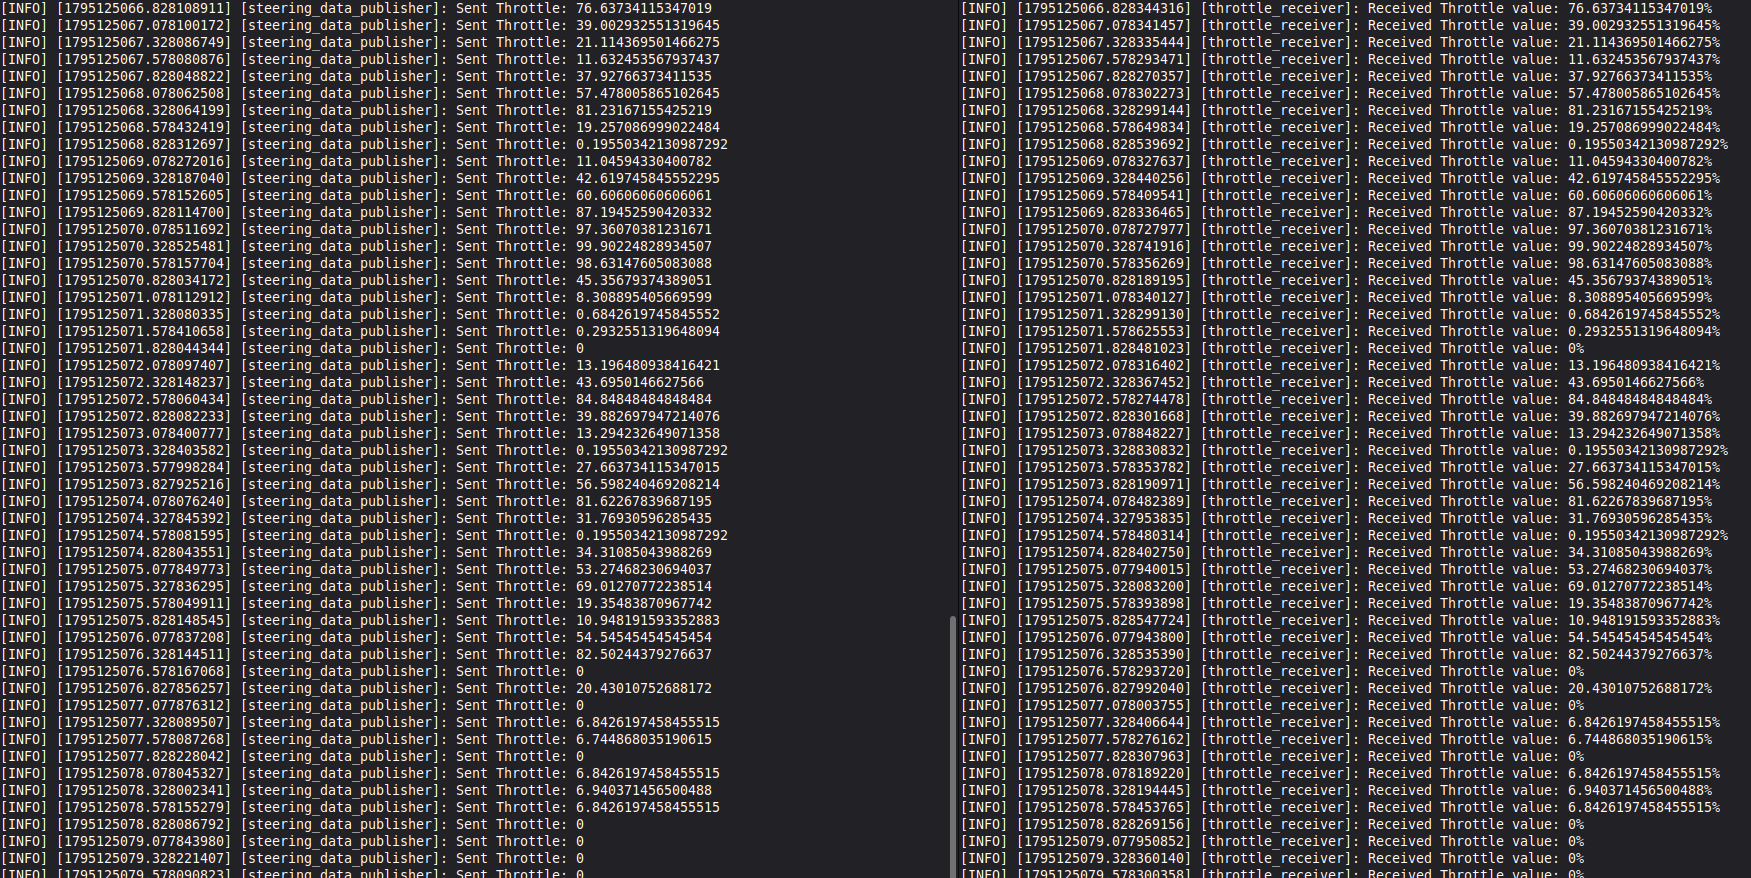 [INFO] [1795125066.828108911] [steering_data_publisher]: Sent Throttle: 76.63734115347019
[INFO] [1795125067.078100172] [steering_data_publisher]: Sent Throttle: 39.002932551319645
[INFO] [1795125067.328086749] [steering_data_publisher]: Sent Throttle: 21.114369501466275
[INFO] [1795125067.578080876] [steering_data_publisher]: Sent Throttle: 11.632453567937437
[INFO] [1795125067.828048822] [steering_data_publisher]: Sent Throttle: 37.92766373411535
[INFO] [1795125068.078062508] [steering_data_publisher]: Sent Throttle: 57.478005865102645
[INFO] [1795125068.328064199] [steering_data_publisher]: Sent Throttle: 81.23167155425219
[INFO] [1795125068.578432419] [steering_data_publisher]: Sent Throttle: 19.257086999022484
[INFO] [1795125068.828312697] [steering_data_publisher]: Sent Throttle: 0.19550342130987292
[INFO] [1795125069.078272016] [steering_data_publisher]: Sent Throttle: 11.04594330400782
[INFO] [1795125069.328187040] [steering_data_publisher]: Sent Throttle: 42.619745845552295
[INFO] [1795125069.578152605] [steering_data_publisher]: Sent Throttle: 60.60606060606061
[INFO] [1795125069.828114700] [steering_data_publisher]: Sent Throttle: 87.19452590420332
[INFO] [1795125070.078511692] [steering_data_publisher]: Sent Throttle: 97.36070381231671
[INFO] [1795125070.328525481] [steering_data_publisher]: Sent Throttle: 99.90224828934507
[INFO] [1795125070.578157704] [steering_data_publisher]: Sent Throttle: 98.63147605083088
[INFO] [1795125070.828034172] [steering_data_publisher]: Sent Throttle: 45.35679374389051
[INFO] [1795125071.078112912] [steering_data_publisher]: Sent Throttle: 8.308895405669599
[INFO] [1795125071.328080335] [steering_data_publisher]: Sent Throttle: 0.6842619745845552
[INFO] [1795125071.578410658] [steering_data_publisher]: Sent Throttle: 0.2932551319648094
[INFO] [1795125071.828044344] [steering_data_publisher]: Sent Throttle: 0
[INFO] [1795125072.078097407] [steering_data_publisher]: Sent Throttle: 13.196480938416421
[INFO] [1795125072.328148237] [steering_data_publisher]: Sent Throttle: 43.6950146627566
[INFO] [1795125072.578060434] [steering_data_publisher]: Sent Throttle: 84.84848484848484
[INFO] [1795125072.828082233] [steering_data_publisher]: Sent Throttle: 39.882697947214076
[INFO] [1795125073.078400777] [steering_data_publisher]: Sent Throttle: 13.294232649071358
[INFO] [1795125073.328403582] [steering_data_publisher]: Sent Throttle: 0.19550342130987292
[INFO] [1795125073.577998284] [steering_data_publisher]: Sent Throttle: 27.663734115347015
[INFO] [1795125073.827925216] [steering_data_publisher]: Sent Throttle: 56.598240469208214
[INFO] [1795125074.078076240] [steering_data_publisher]: Sent Throttle: 81.62267839687195
[INFO] [1795125074.327845392] [steering_data_publisher]: Sent Throttle: 31.76930596285435
[INFO] [1795125074.578081595] [steering_data_publisher]: Sent Throttle: 0.19550342130987292
[INFO] [1795125074.828043551] [steering_data_publisher]: Sent Throttle: 34.31085043988269
[INFO] [1795125075.077849773] [steering_data_publisher]: Sent Throttle: 53.27468230694037
[INFO] [1795125075.327836295] [steering_data_publisher]: Sent Throttle: 69.01270772238514
[INFO] [1795125075.578049911] [steering_data_publisher]: Sent Throttle: 19.35483870967742
[INFO] [1795125075.828148545] [steering_data_publisher]: Sent Throttle: 10.948191593352883
[INFO] [1795125076.077837208] [steering_data_publisher]: Sent Throttle: 54.54545454545454
[INFO] [1795125076.328144511] [steering_data_publisher]: Sent Throttle: 82.50244379276637
[INFO] [1795125076.578167068] [steering_data_publisher]: Sent Throttle: 0
[INFO] [1795125076.827856257] [steering_data_publisher]: Sent Throttle: 20.43010752688172
[INFO] [1795125077.077876312] [steering_data_publisher]: Sent Throttle: 0
[INFO] [1795125077.328089507] [steering_data_publisher]: Sent Throttle: 6.8426197458455515
[INFO] [1795125077.578087268] [steering_data_publisher]: Sent Throttle: 6.744868035190615
[INFO] [1795125077.828228042] [steering_data_publisher]: Sent Throttle: 0
[INFO] [1795125078.078045327] [steering_data_publisher]: Sent Throttle: 6.8426197458455515
[INFO] [1795125078.328002341] [steering_data_publisher]: Sent Throttle: 6.940371456500488
[INFO] [1795125078.578155279] [steering_data_publisher]: Sent Throttle: 6.8426197458455515
[INFO] [1795125078.828086792] [steering_data_publisher]: Sent Throttle: 0
[INFO] [1795125079.077843980] [steering_data_publisher]: Sent Throttle: 0
[INFO] [1795125079.328221407] [steering_data_publisher]: Sent Throttle: 0
[INFO] [1795125079.578090823] [steering_data_publisher]: Sent Throttle: 0
[INFO] [1795125066.828344316] [throttle_receiver]: Received Throttle value: 76.63734115347019%
[INFO] [1795125067.078341457] [throttle_receiver]: Received Throttle value: 39.002932551319645%
[INFO] [1795125067.328335444] [throttle_receiver]: Received Throttle value: 21.114369501466275%
[INFO] [1795125067.578293471] [throttle_receiver]: Received Throttle value: 11.632453567937437%
[INFO] [1795125067.828270357] [throttle_receiver]: Received Throttle value: 37.92766373411535%
[INFO] [1795125068.078302273] [throttle_receiver]: Received Throttle value: 57.478005865102645%
[INFO] [1795125068.328299144] [throttle_receiver]: Received Throttle value: 81.23167155425219%
[INFO] [1795125068.578649834] [throttle_receiver]: Received Throttle value: 19.257086999022484%
[INFO] [1795125068.828539692] [throttle_receiver]: Received Throttle value: 0.19550342130987292%
[INFO] [1795125069.078327637] [throttle_receiver]: Received Throttle value: 11.04594330400782%
[INFO] [1795125069.328440256] [throttle_receiver]: Received Throttle value: 42.619745845552295%
[INFO] [1795125069.578409541] [throttle_receiver]: Received Throttle value: 60.60606060606061%
[INFO] [1795125069.828336465] [throttle_receiver]: Received Throttle value: 87.19452590420332%
[INFO] [1795125070.078727977] [throttle_receiver]: Received Throttle value: 97.36070381231671%
[INFO] [1795125070.328741916] [throttle_receiver]: Received Throttle value: 99.90224828934507%
[INFO] [1795125070.578356269] [throttle_receiver]: Received Throttle value: 98.63147605083088%
[INFO] [1795125070.828189195] [throttle_receiver]: Received Throttle value: 45.35679374389051%
[INFO] [1795125071.078340127] [throttle_receiver]: Received Throttle value: 8.308895405669599%
[INFO] [1795125071.328299130] [throttle_receiver]: Received Throttle value: 0.6842619745845552%
[INFO] [1795125071.578625553] [throttle_receiver]: Received Throttle value: 0.2932551319648094%
[INFO] [1795125071.828481023] [throttle_receiver]: Received Throttle value: 0%
[INFO] [1795125072.078316402] [throttle_receiver]: Received Throttle value: 13.196480938416421%
[INFO] [1795125072.328367452] [throttle_receiver]: Received Throttle value: 43.6950146627566%
[INFO] [1795125072.578274478] [throttle_receiver]: Received Throttle value: 84.84848484848484%
[INFO] [1795125072.828301668] [throttle_receiver]: Received Throttle value: 39.882697947214076%
[INFO] [1795125073.078848227] [throttle_receiver]: Received Throttle value: 13.294232649071358%
[INFO] [1795125073.328830832] [throttle_receiver]: Received Throttle value: 0.19550342130987292%
[INFO] [1795125073.578353782] [throttle_receiver]: Received Throttle value: 27.663734115347015%
[INFO] [1795125073.828190971] [throttle_receiver]: Received Throttle value: 56.598240469208214%
[INFO] [1795125074.078482389] [throttle_receiver]: Received Throttle value: 81.62267839687195%
[INFO] [1795125074.327953835] [throttle_receiver]: Received Throttle value: 31.76930596285435%
[INFO] [1795125074.578480314] [throttle_receiver]: Received Throttle value: 0.19550342130987292%
[INFO] [1795125074.828402750] [throttle_receiver]: Received Throttle value: 34.31085043988269%
[INFO] [1795125075.077940015] [throttle_receiver]: Received Throttle value: 53.27468230694037%
[INFO] [1795125075.328083200] [throttle_receiver]: Received Throttle value: 69.01270772238514%
[INFO] [1795125075.578393898] [throttle_receiver]: Received Throttle value: 19.35483870967742%
[INFO] [1795125075.828547724] [throttle_receiver]: Received Throttle value: 10.948191593352883%
[INFO] [1795125076.077943800] [throttle_receiver]: Received Throttle value: 54.54545454545454%
[INFO] [1795125076.328535390] [throttle_receiver]: Received Throttle value: 82.50244379276637%
[INFO] [1795125076.578293720] [throttle_receiver]: Received Throttle value: 0%
[INFO] [1795125076.827992040] [throttle_receiver]: Received Throttle value: 20.43010752688172%
[INFO] [1795125077.078003755] [throttle_receiver]: Received Throttle value: 0%
[INFO] [1795125077.328406644] [throttle_receiver]: Received Throttle value: 6.8426197458455515%
[INFO] [1795125077.578276162] [throttle_receiver]: Received Throttle value: 6.744868035190615%
[INFO] [1795125077.828307963] [throttle_receiver]: Received Throttle value: 0%
[INFO] [1795125078.078189220] [throttle_receiver]: Received Throttle value: 6.8426197458455515%
[INFO] [1795125078.328194445] [throttle_receiver]: Received Throttle value: 6.940371456500488%
[INFO] [1795125078.578453765] [throttle_receiver]: Received Throttle value: 6.8426197458455515%
[INFO] [1795125078.828269156] [throttle_receiver]: Received Throttle value: 0%
[INFO] [1795125079.077950852] [throttle_receiver]: Received Throttle value: 0%
[INFO] [1795125079.328360140] [throttle_receiver]: Received Throttle value: 0%
[INFO] [1795125079.578300358] [throttle_receiver]: Received Throttle value: 0%